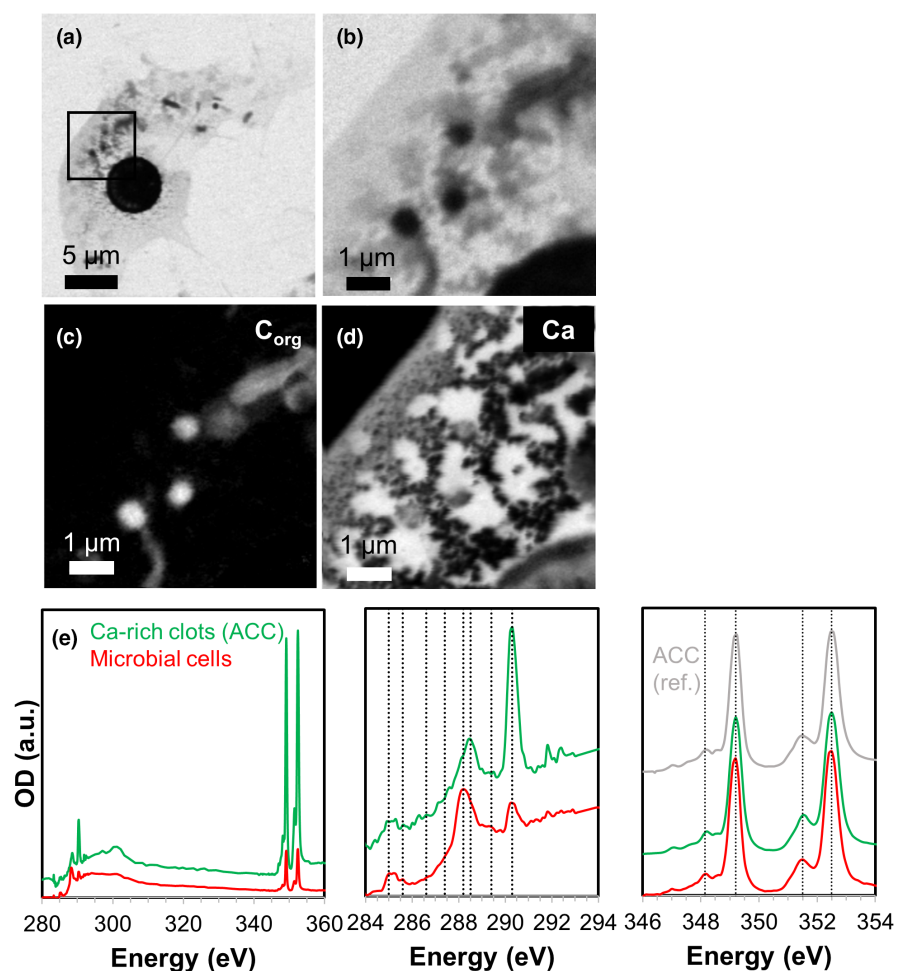 (a)
5 µm
(b)
1 µm
(c)
C_org
1 µm
(d)
Ca
1 µm
(e)
Ca-rich clots (ACC)
Microbial cells
ACC
(ref.)
OD (a.u.)
280 300 320 340 360
284 286 288 290 292 294
346 348 350 352 354
Energy (eV)
Energy (eV)
Energy (eV)